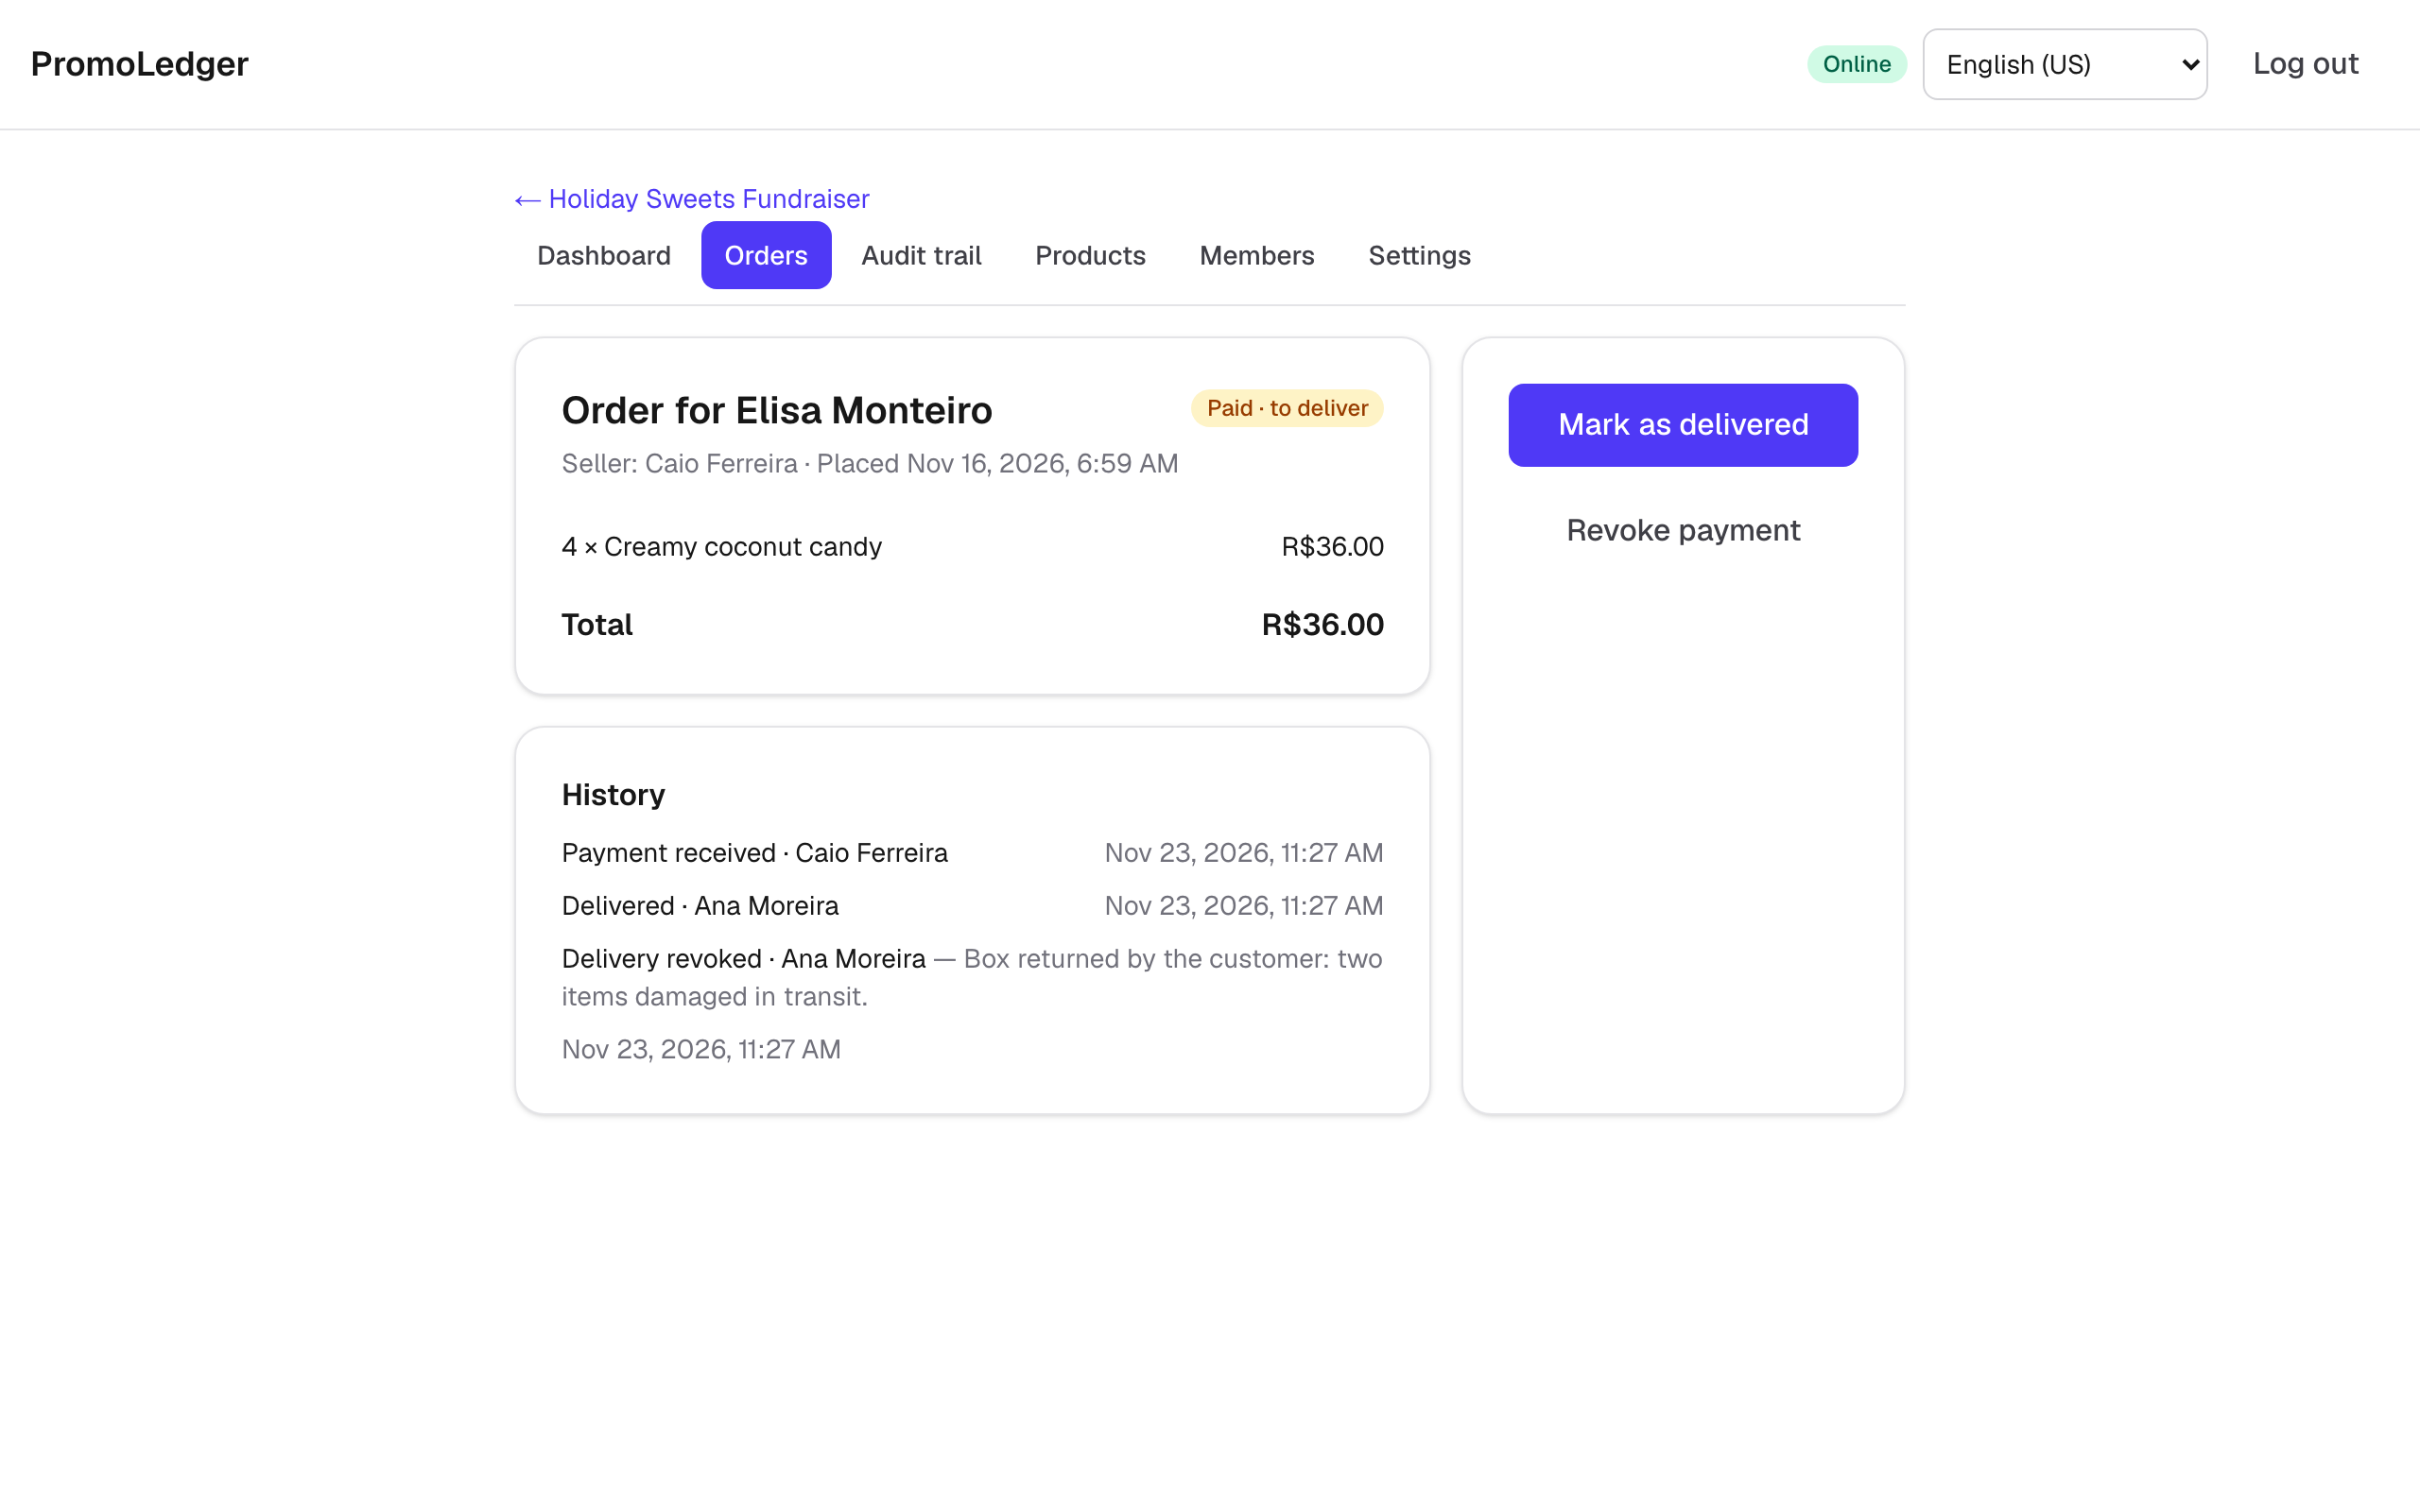 PromoLedger
Online
English (US)
Log out
← Holiday Sweets Fundraiser
Dashboard
Orders
Audit trail
Products
Members
Settings
Order for Elisa Monteiro
Paid · to deliver
Seller: Caio Ferreira · Placed Nov 16, 2026, 6:59 AM
4 × Creamy coconut candy
R$36.00
Total
R$36.00
Mark as delivered
Revoke payment
History
Payment received · Caio Ferreira
Nov 23, 2026, 11:27 AM
Delivered · Ana Moreira
Nov 23, 2026, 11:27 AM
Delivery revoked · Ana Moreira — Box returned by the customer: two
items damaged in transit.
Nov 23, 2026, 11:27 AM